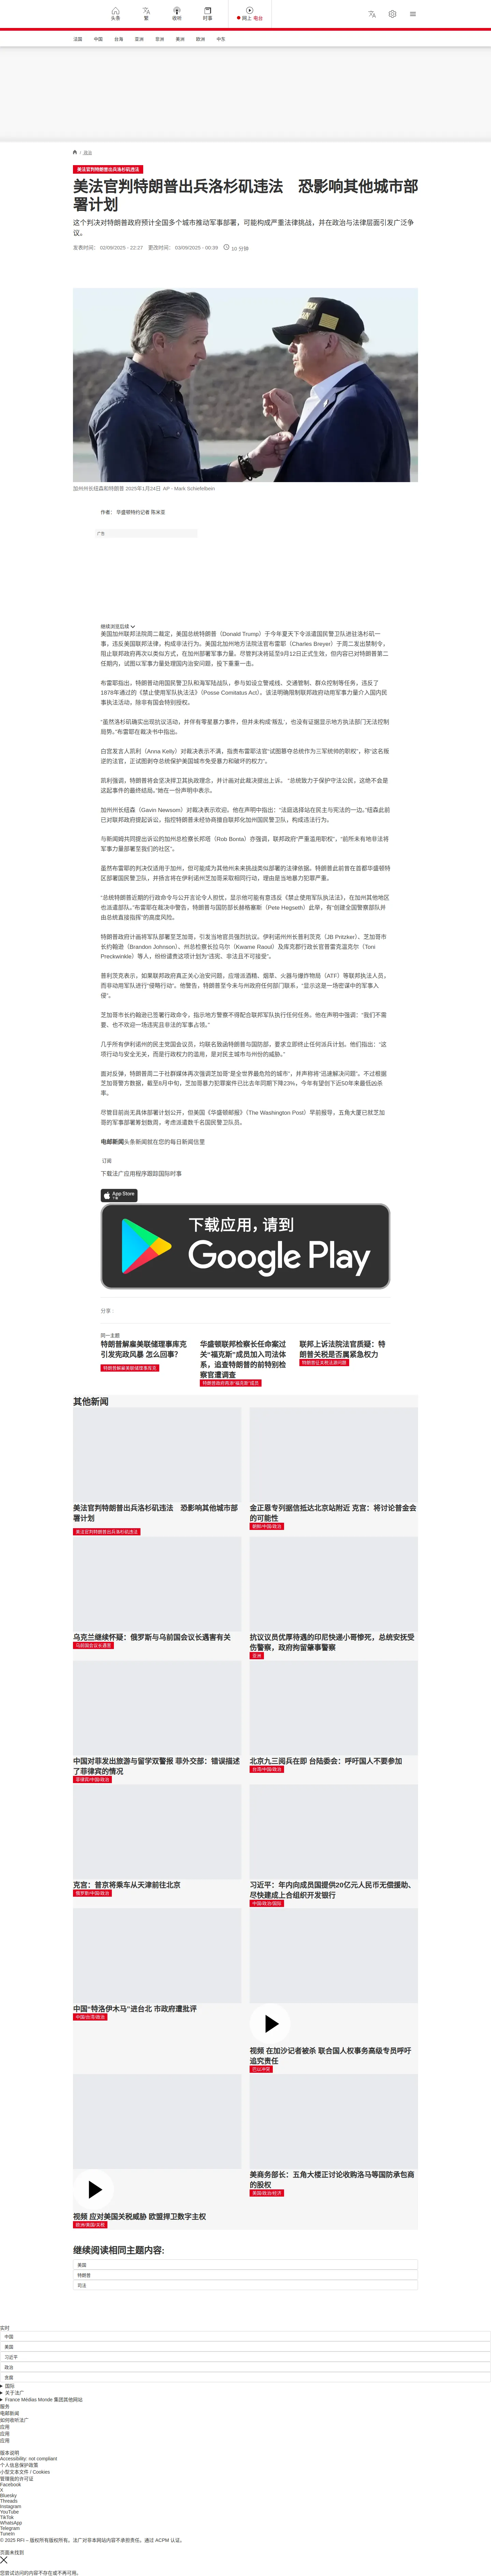 头条
繁
收听
时事
网上 电台
法国
中国
台海
亚洲
非洲
美洲
欧洲
中东
/ 政治
美法官判特朗普出兵洛杉矶违法
美法官判特朗普出兵洛杉矶违法 恐影响其他城市部
署计划
这个判决对特朗普政府预计全国多个城市推动军事部署，可能构成严重法律挑战，并在政治与法律层面引发广泛争
议。
发表时间： 02/09/2025 - 22:27 更改时间： 03/09/2025 - 00:39 10 分钟
加州州长纽森和特朗普 2025年1月24日 AP - Mark Schiefelbein
作者： 华盛顿特约记者 陈米亚
广告
继续浏览后续
美国加州联邦法院周二裁定，美国总统特朗普（Donald Trump）于今年夏天下令派遣国民警卫队进驻洛杉矶一
事，违反美国联邦法律，构成非法行为。美国北加州地方法院法官布雷耶（Charles Breyer）于周二发出禁制令，
阻止联邦政府再次以类似方式，在加州部署军事力量。尽管判决将延至9月12日正式生效，但内容已对特朗普第二
任期内，试图以军事力量处理国内治安问题，投下重重一击。
布雷耶指出，特朗普动用国民警卫队和海军陆战队，参与如设立警戒线、交通管制、群众控制等任务，违反了
1878年通过的《禁止使用军队执法法》（Posse Comitatus Act）。该法明确限制联邦政府动用军事力量介入国内民
事执法活动，除非有国会特别授权。
“虽然洛杉矶确实出现抗议活动，并伴有零星暴力事件，但并未构成‘叛乱’，也没有证据显示地方执法部门无法控制
局势，”布雷耶在裁决书中指出。
白宫发言人凯利（Anna Kelly）对裁决表示不满，指责布雷耶法官“试图篡夺总统作为三军统帅的职权”，称“这名叛
逆的法官，正试图剥夺总统保护美国城市免受暴力和破坏的权力”。
凯利强调，特朗普将会坚决捍卫其执政理念，并计画对此裁决提出上诉。 “总统致力于保护守法公民，这绝不会是
这起事件的最终结局，”她在一份声明中表示。
加州州长纽森（Gavin Newsom）对裁决表示欢迎。他在声明中指出：“法庭选择站在民主与宪法的一边。”纽森此前
已对联邦政府提起诉讼，指控特朗普未经协商擅自联邦化加州国民警卫队，构成违法行为。
与新闻姆共同提出诉讼的加州总检察长邦塔（Rob Bonta）亦强调，联邦政府“严重滥用职权”，“前所未有地非法将
军事力量部署至我们的社区”。
虽然布雷耶的判决仅适用于加州，但可能成为其他州未来挑战类似部署的法律依据。特朗普此前曾在首都华盛顿特
区部署国民警卫队，并扬言将在伊利诺州芝加哥采取相同行动，理由是当地暴力犯罪严重。
“总统特朗普近期的行政命令与公开言论令人担忧，显示他可能有意违反《禁止使用军队执法法》，在加州其他地区
也派遣部队，”布雷耶在裁决中警告，特朗普与国防部长赫格塞斯（Pete Hegseth）此举，有“创建全国警察部队并
由总统直接指挥”的高度风险。
特朗普政府计画将军队部署至芝加哥，引发当地官员强烈抗议。伊利诺州州长普利茨克（JB Pritzker）、芝加哥市
长约翰逊（Brandon Johnson）、州总检察长拉乌尔（Kwame Raoul）及库克郡行政长官普雷克温克尔（Toni
Preckwinkle）等人，纷纷谴责这项计划为“违宪、非法且不可接受”。
普利茨克表示，如果联邦政府真正关心治安问题，应增派酒精、烟草、火器与爆炸物局（ATF）等联邦执法人员，
而非动用军队进行“侵略行动”。他警告，特朗普至今未与州政府任何部门联系，“显示这是一场密谋中的军事入
侵”。
芝加哥市长约翰逊已签署行政命令，指示地方警察不得配合联邦军队执行任何任务。他在声明中强调：“我们不需
要、也不欢迎一场违宪且非法的军事占领。”
几乎所有伊利诺州的民主党国会议员，均联名致函特朗普与国防部，要求立即终止任何派兵计划。他们指出：“这
项行动与安全无关，而是行政权力的滥用，是对民主城市与州份的威胁。”
面对反弹，特朗普周二于社群媒体再次强调芝加哥“是全世界最危险的城市”，并声称将“迅速解决问题”。不过根据
芝加哥警方数据，截至8月中旬，芝加哥暴力犯罪案件已比去年同期下降23%，今年有望创下近50年来最低凶杀
率。
尽管目前尚无具体部署计划公开，但美国《华盛顿邮报》（The Washington Post）早前报导，五角大厦已就芝加
哥的军事部署筹划数周，考虑派遣数千名国民警卫队员。
电邮新闻头条新闻就在您的每日新闻信里
订阅
下载法广应用程序跟踪国际时事
App Store
下载应用，请到
Google Play
分享 :
同一主题
特朗普解雇美联储理事库克
引发宪政风暴 怎么回事?
特朗普解雇美联储理事库克
华盛顿联邦检察长任命案过
关“福克斯”成员加入司法体
系，追查特朗普的前特别检
察官遭调查
特朗普政府再添“福克斯”成员
联邦上诉法院法官质疑：特
朗普关税是否属紧急权力
特朗普征关税法源问题
其他新闻
美法官判特朗普出兵洛杉矶违法 恐影响其他城市部
署计划
美法官判特朗普出兵洛杉矶违法
金正恩专列据信抵达北京站附近 克宫：将讨论普金会
的可能性
朝鲜/中国/政治
乌克兰继续怀疑：俄罗斯与乌前国会议长遇害有关
乌前国会议长遇害
抗议议员优厚待遇的印尼快递小哥惨死，总统安抚受
伤警察，政府拘留肇事警察
亚洲
中国对菲发出旅游与留学双警报 菲外交部：错误描述
了菲律宾的情况
菲律宾/中国/政治
北京九三阅兵在即 台陆委会：呼吁国人不要参加
台湾/中国/政治
克宫：普京将乘车从天津前往北京
俄罗斯/中国/政治
习近平：年内向成员国提供20亿元人民币无偿援助、
尽快建成上合组织开发银行
中国/政治/国际
中国“特洛伊木马”进台北 市政府遭批评
中国/台湾/政治
视频 在加沙记者被杀 联合国人权事务高级专员呼吁
追究责任
巴以冲突
视频 应对美国关税威胁 欧盟捍卫数字主权
欧洲/美国/关税
美商务部长：五角大楼正讨论收购洛马等国防承包商
的股权
美国/政治/经济
继续阅读相同主题内容:
美国
特朗普
司法
实时
中国
美国
习近平
政治
贪腐
国际
关于法广
France Médias Monde 集团其他网站
服务
电邮新闻
如何收听法广
应用
应用
应用
版本说明
Accessibility: not compliant
个人信息保护政策
小型文本文件 / Cookies
管理我的许可证
Facebook
X
Bluesky
Threads
Instagram
YouTube
TikTok
WhatsApp
Telegram
TuneIn
© 2025 RFI – 版权所有版权所有。法广对非本网站内容不承担责任。通过 ACPM 认证。
页面未找到
您尝试访问的内容不存在或不再可用。